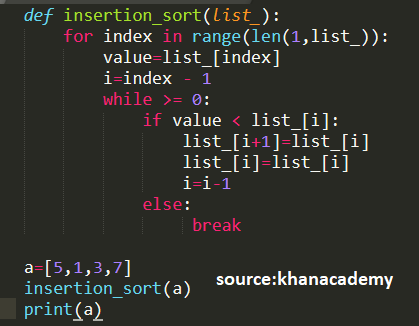 def insertion_sort(list_):
    for index in range(len(1,list_)):
        value=list_[index]
        i=index - 1
        while >= 0:
            if value < list_[i]:
                list_[i+1]=list_[i]
                list_[i]=list_[i]
                i=i-1
            else:
                break
a=[5,1,3,7]
insertion_sort(a)
print(a)
source:khanacademy